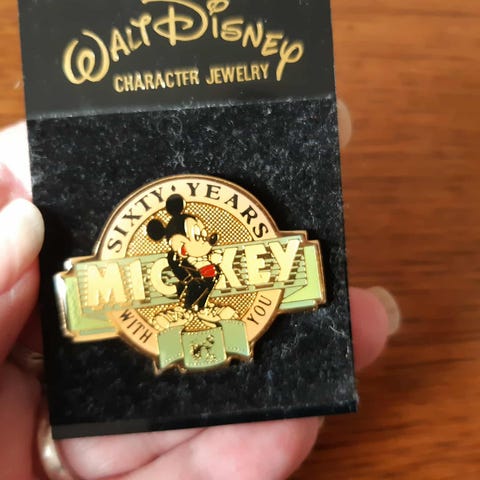 WALT DISNEY
CHARACTER JEWELRY
SIXTY YEARS
MICKEY
WITH YOU